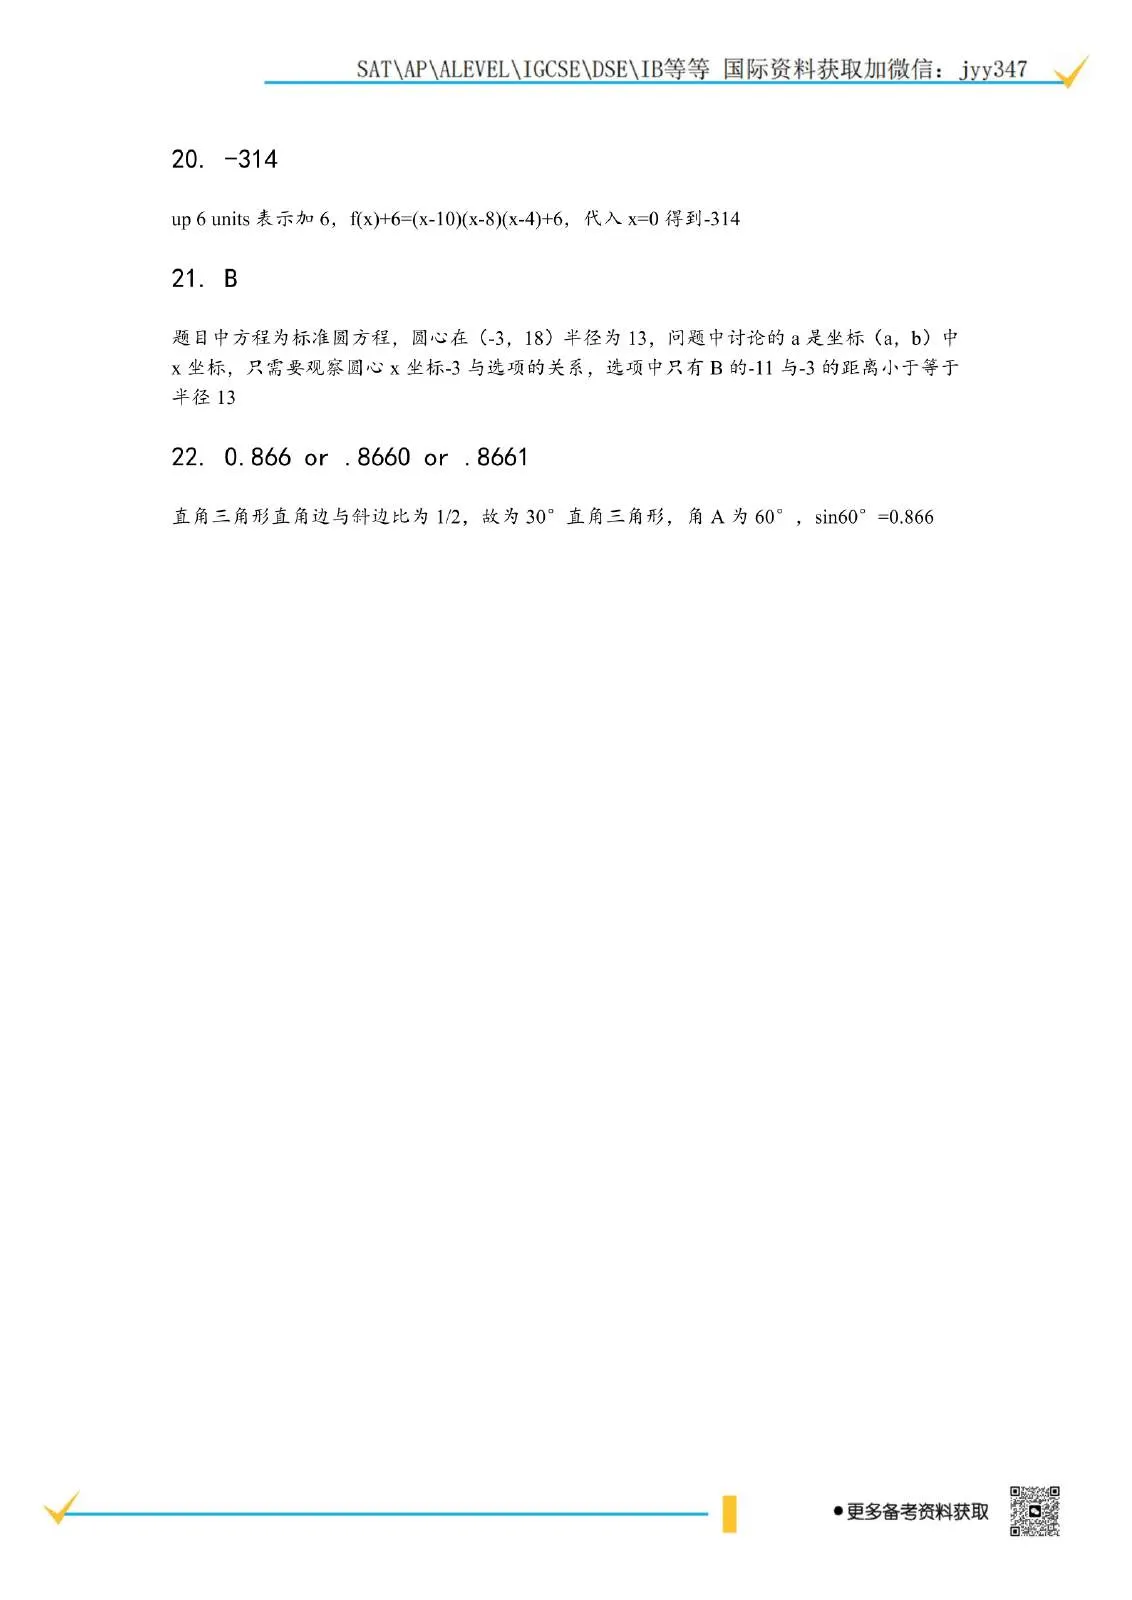 SAT\AP\ALEVEL\IGCSE\DSE\IB等等 国际资料获取加微信：jyy347
20. -314
up 6 units 表示加 6，f(x)+6=(x-10)(x-8)(x-4)+6，代入 x=0 得到-314
21. B
题目中方程为标准圆方程，圆心在（-3，18）半径为 13，问题中讨论的 a 是坐标（a，b）中
x 坐标，只需要观察圆心 x 坐标-3 与选项的关系，选项中只有 B 的-11 与-3 的距离小于等于
半径 13
22. 0.866 or .8660 or .8661
直角三角形直角边与斜边比为 1/2，故为 30°直角三角形，角 A 为 60°，sin60°=0.866
●更多备考资料获取